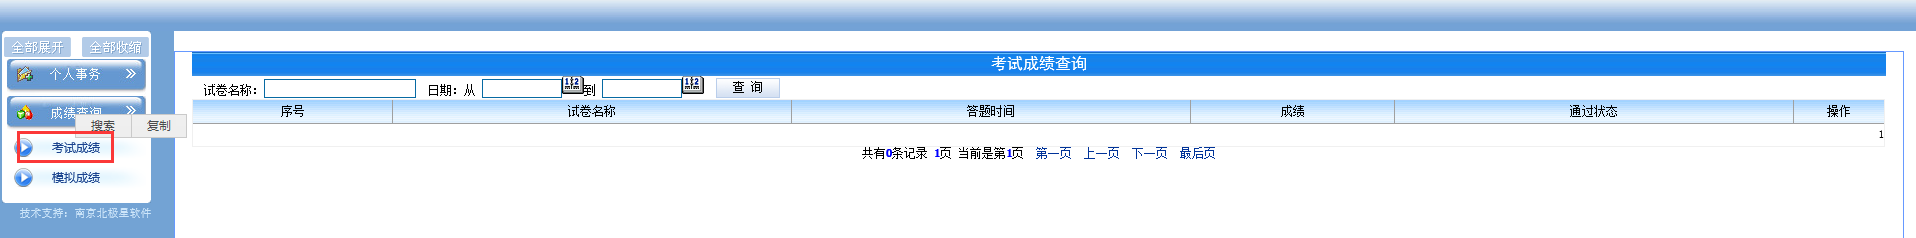 全部展开 全部收缩
个人事务
成绩查询
搜索 复制
考试成绩
模拟成绩
技术支持：南京北极星软件
考试成绩查询
试卷名称： 日期：从 到 查 询
序号 试卷名称 答题时间 成绩 通过状态 操作
1
共有0条记录 1页 当前是第1页 第一页 上一页 下一页 最后页